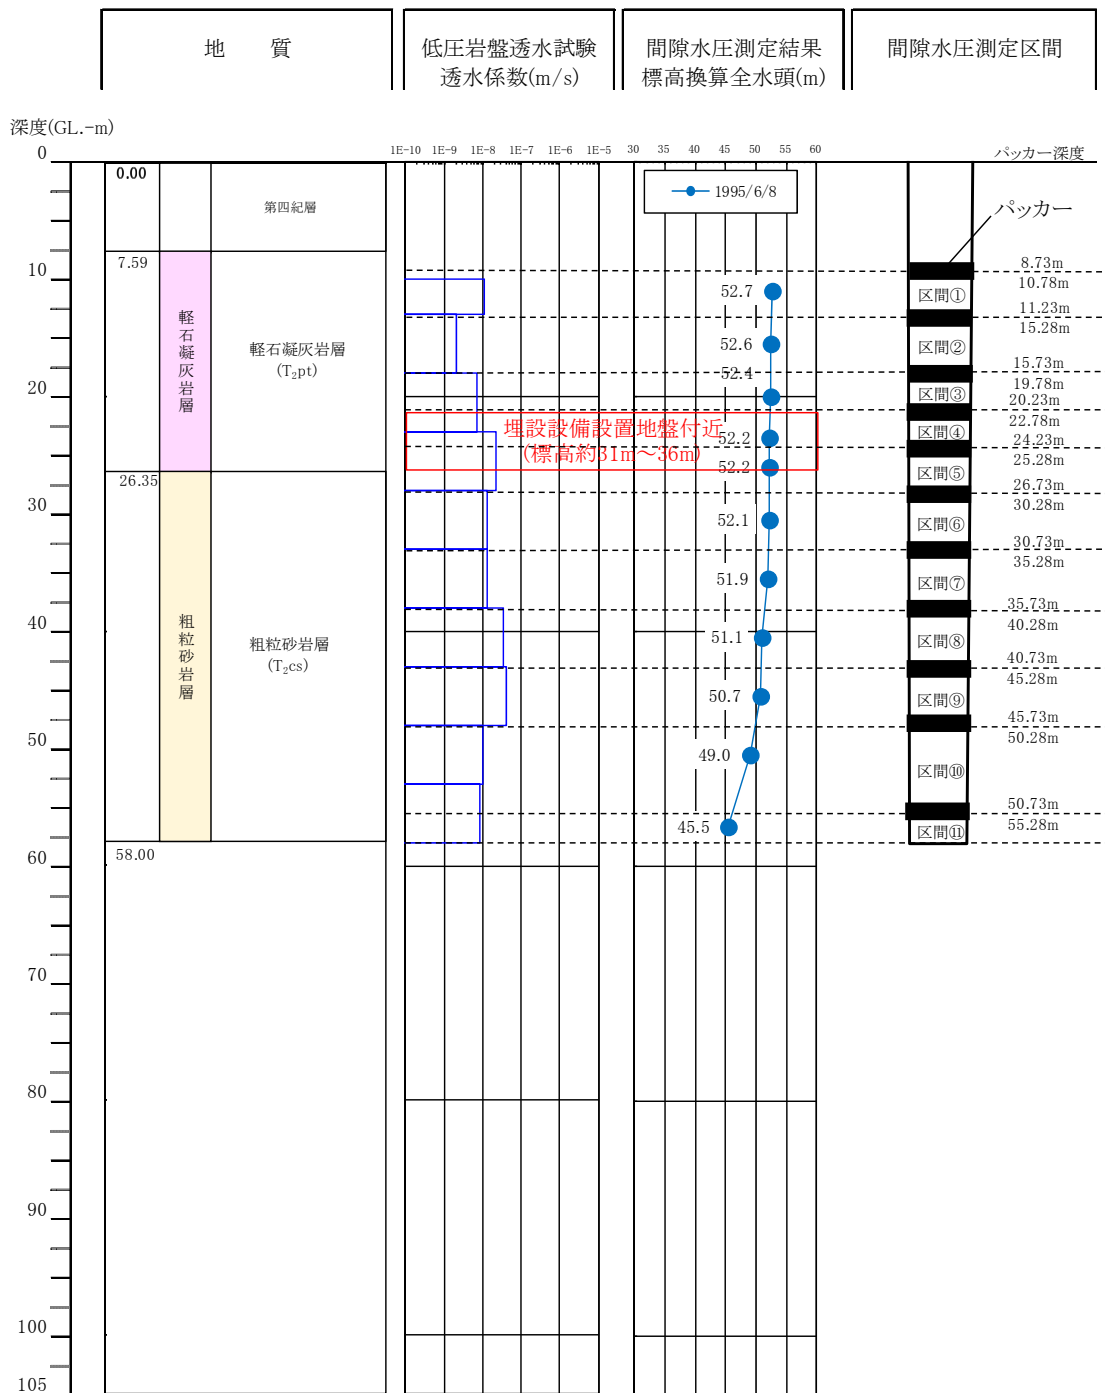 地　質
低圧岩盤透水試験
透水係数(m/s)
間隙水圧測定結果
標高換算全水頭(m)
間隙水圧測定区間
深度(GL.-m)
0
10
20
30
40
50
60
70
80
90
100
105
0.00
第四紀層
7.59
軽石凝灰岩層
軽石凝灰岩層
(T₂pt)
26.35
粗粒砂岩層
粗粒砂岩層
(T₂cs)
58.00
1E-10 1E-9 1E-8 1E-7 1E-6 1E-5
30 35 40 45 50 55 60
1995/6/8
52.7
52.6
52.4
52.2
52.2
52.1
51.9
51.1
50.7
49.0
45.5
埋設設備設置地盤付近
(標高約31m～36m)
パッカー深度
パッカー
区間①
区間②
区間③
区間④
区間⑤
区間⑥
区間⑦
区間⑧
区間⑨
区間⑩
区間⑪
8.73m
10.78m
11.23m
15.28m
15.73m
19.78m
20.23m
22.78m
24.23m
25.28m
26.73m
30.28m
30.73m
35.28m
35.73m
40.28m
40.73m
45.28m
45.73m
50.28m
50.73m
55.28m